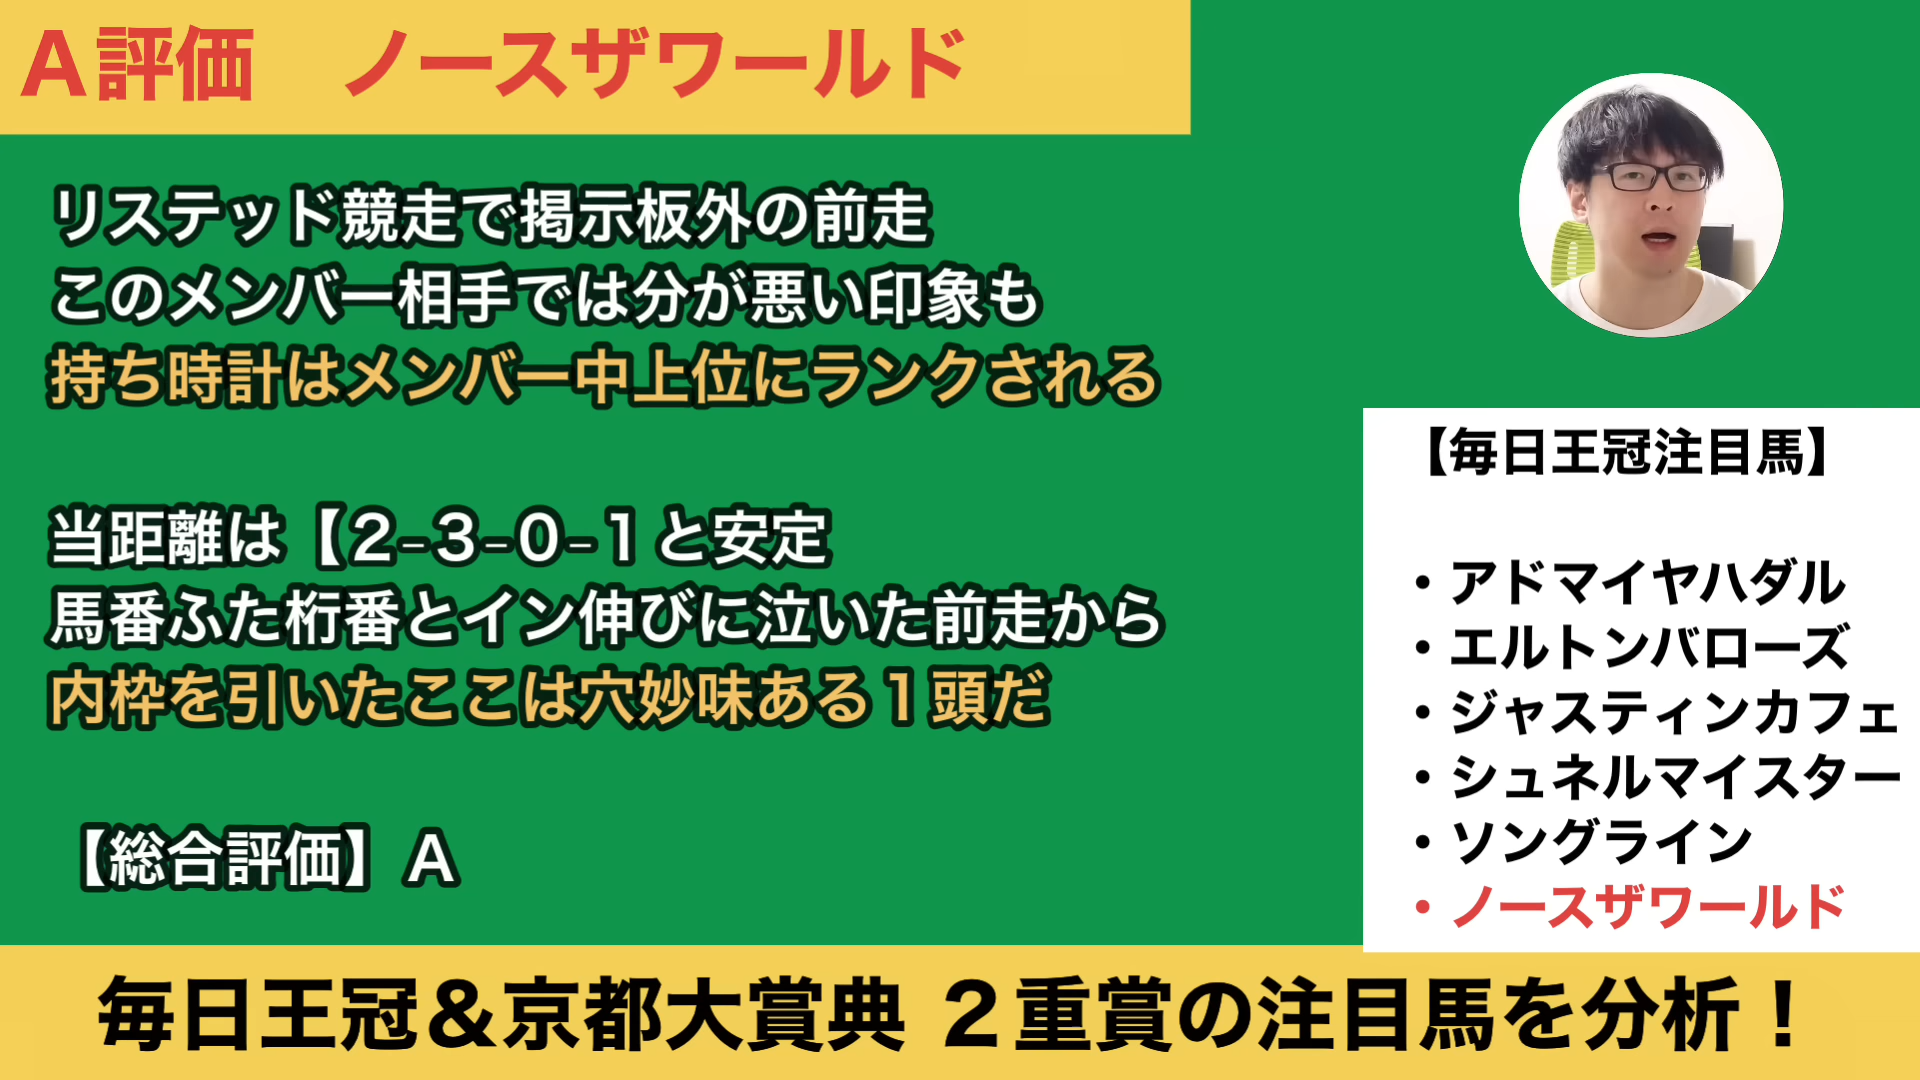 A評価　ノースザワールド
リステッド競走で掲示板外の前走
このメンバー相手では分が悪い印象も
持ち時計はメンバー中上位にランクされる
当距離は【２−３−０−１と安定
馬番ふた桁番とイン伸びに泣いた前走から
内枠を引いたここは穴妙味ある１頭だ
【総合評価】Ａ
【毎日王冠注目馬】
・アドマイヤハダル
・エルトンバローズ
・ジャスティンカフェ
・シュネルマイスター
・ソングライン
・ノースザワールド
毎日王冠＆京都大賞典 ２重賞の注目馬を分析！